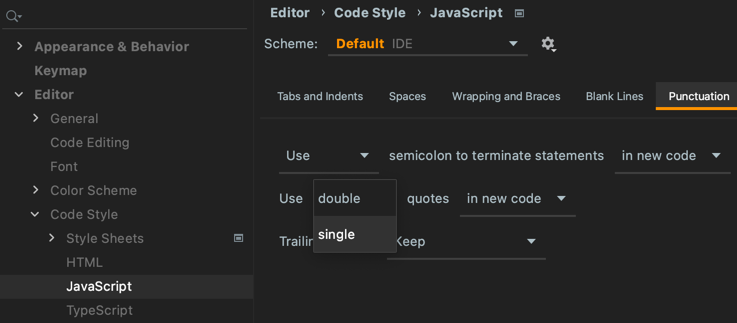 Editor › Code Style › JavaScript
Scheme: Default IDE
Appearance & Behavior
Keymap
Editor
General
Code Editing
Font
Color Scheme
Code Style
Style Sheets
HTML
JavaScript
TypeScript
Tabs and Indents Spaces Wrapping and Braces Blank Lines Punctuation
Use semicolon to terminate statements in new code
Use double quotes in new code
single
Keep